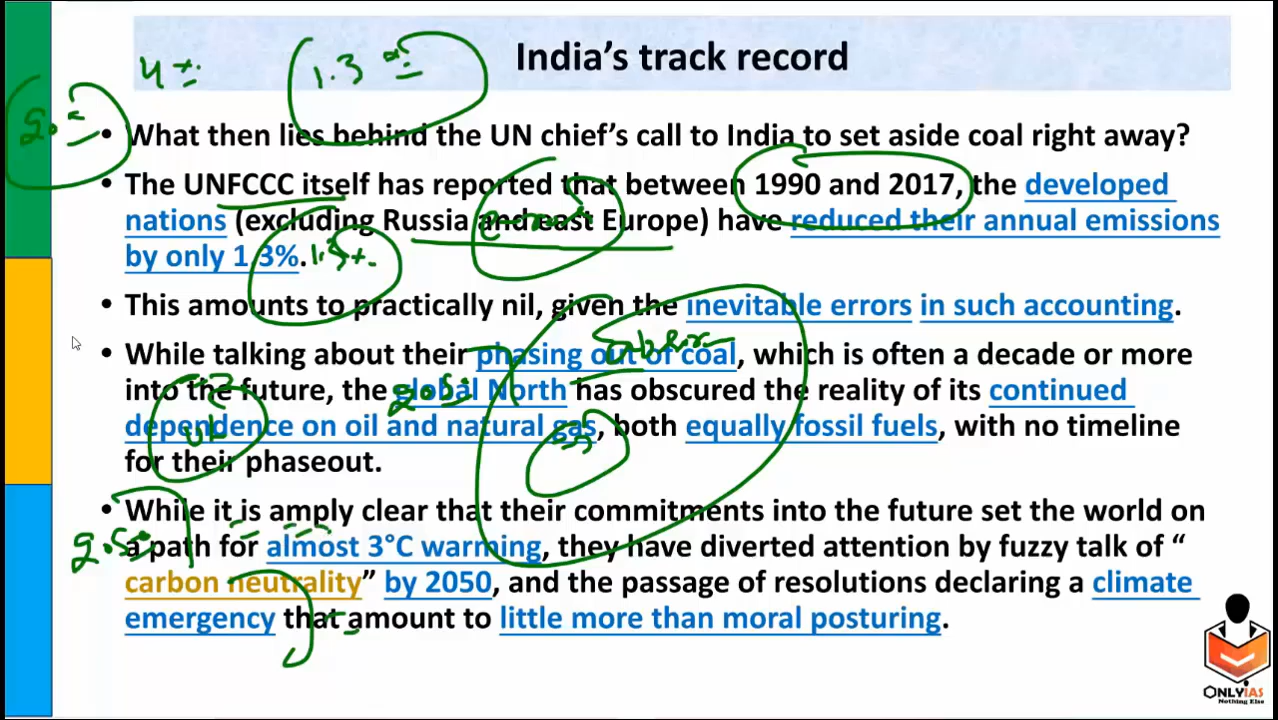 India's track record
4 %
1.3 %
• What then lies behind the UN chief's call to India to set aside coal right away?
• The UNFCCC itself has reported that between 1990 and 2017, the developed
nations (excluding Russia and east Europe) have reduced their annual emissions
by only 1.3%.
• This amounts to practically nil, given the inevitable errors in such accounting.
• While talking about their phasing out of coal, which is often a decade or more
into the future, the global North has obscured the reality of its continued
dependence on oil and natural gas, both equally fossil fuels, with no timeline
for their phaseout.
• While it is amply clear that their commitments into the future set the world on
a path for almost 3°C warming, they have diverted attention by fuzzy talk of “
carbon neutrality” by 2050, and the passage of resolutions declaring a climate
emergency that amount to little more than moral posturing.
ONLYIAS
Nothing Else